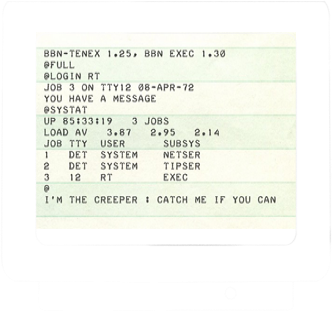 BBN-TENEX 1.25, BBN EXEC 1.30
@FULL
@LOGIN RT
JOB 3 ON TTY12 08-APR-72
YOU HAVE A MESSAGE
@SYSTAT
UP 85:33:19   3 JOBS
LOAD AV   3.87   2.95   2.14
JOB TTY  USER      SUBSYS
1   DET  SYSTEM    NETSER
2   DET  SYSTEM    TIPSER
3   12   RT        EXEC
@
I'M THE CREEPER : CATCH ME IF YOU CAN